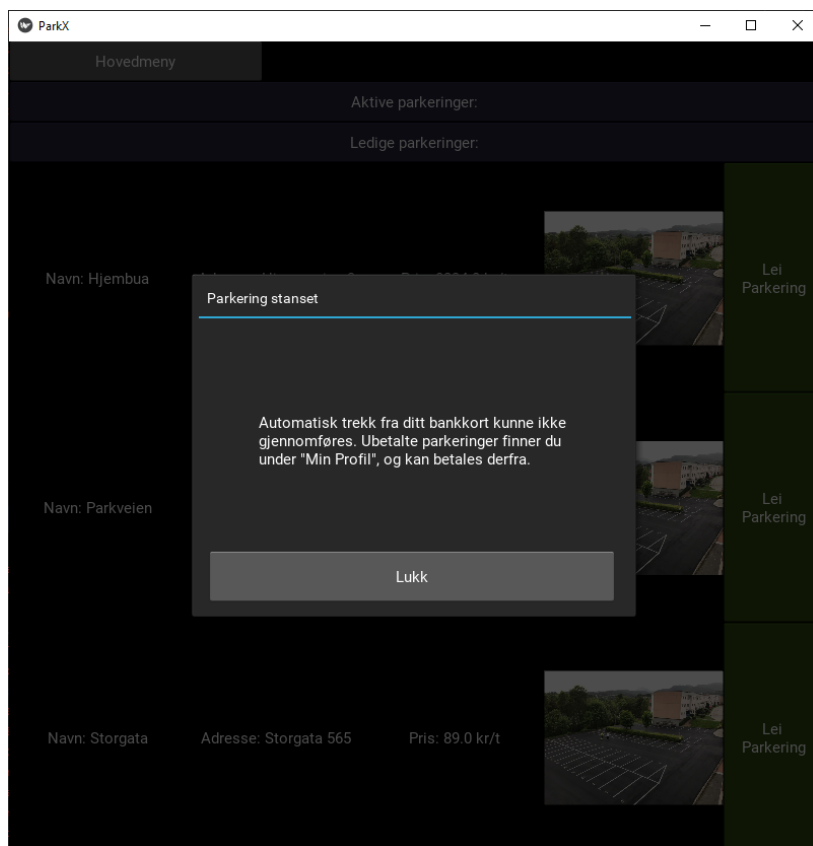 ParkX
Hovedmeny
Aktive parkeringer:
Ledige parkeringer:
Navn: Hjembua
Lei
Parkering
Parkering stanset
Automatisk trekk fra ditt bankkort kunne ikke
gjennomføres. Ubetalte parkeringer finner du
under "Min Profil", og kan betales derfra.
Lukk
Navn: Parkveien
Lei
Parkering
Navn: Storgata Adresse: Storgata 565 Pris: 89.0 kr/t
Lei
Parkering